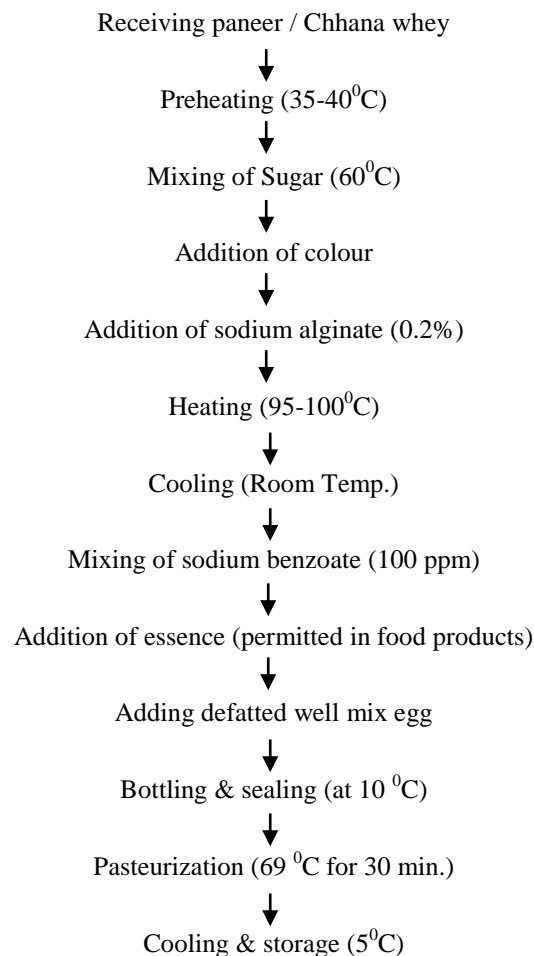 Receiving paneer / Chhana whey
Preheating (35-40⁰C)
Mixing of Sugar (60⁰C)
Addition of colour
Addition of sodium alginate (0.2%)
Heating (95-100⁰C)
Cooling (Room Temp.)
Mixing of sodium benzoate (100 ppm)
Addition of essence (permitted in food products)
Adding defatted well mix egg
Bottling & sealing (at 10 ⁰C)
Pasteurization (69 ⁰C for 30 min.)
Cooling & storage (5⁰C)